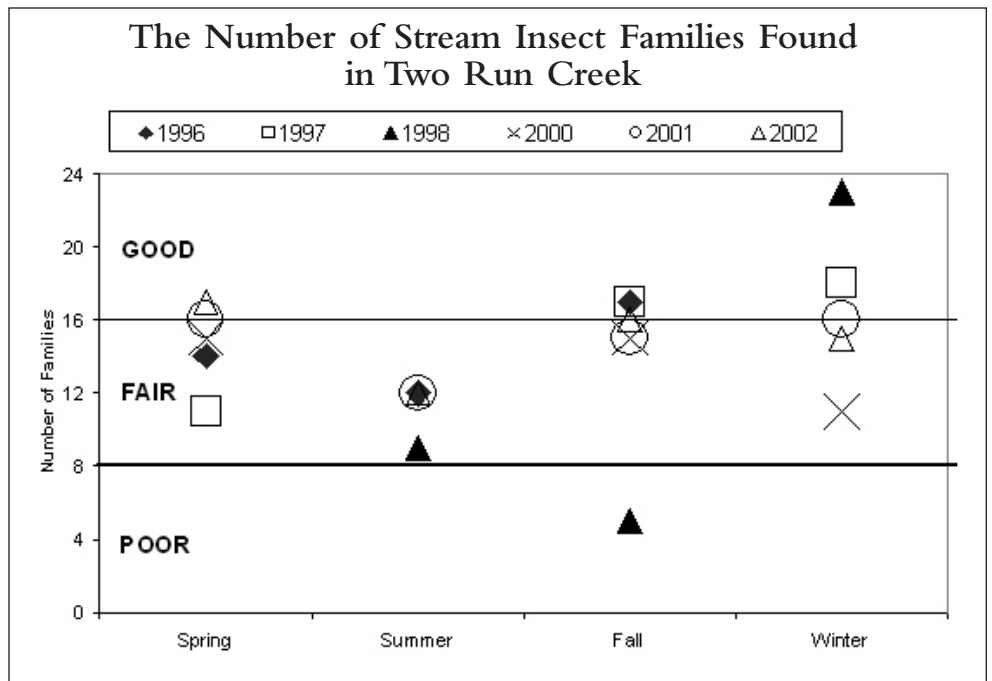 The Number of Stream Insect Families Found
in Two Run Creek
1996 1997 1998 2000 2001 2002
24
20
16
12
8
4
0
Number of Families
GOOD
FAIR
POOR
Spring Summer Fall Winter